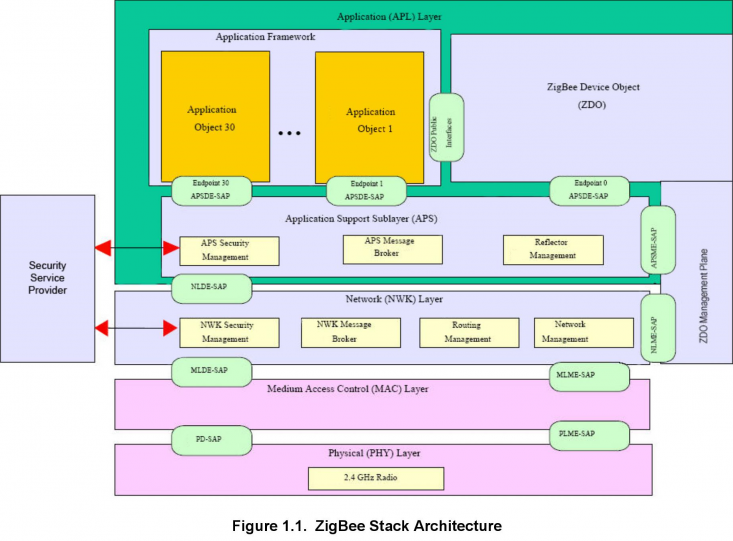 Application (APL) Layer
Application Framework
Application
Object 30
...
Application
Object 1
ZDO Public
Interfaces
ZigBee Device Object
(ZDO)
Endpoint 30
APSDE-SAP
Endpoint 1
APSDE-SAP
Endpoint 0
APSDE-SAP
Application Support Sublayer (APS)
APS Security
Management
APS Message
Broker
Reflector
Management
APSME-SAP
Security
Service
Provider
ZDO Management Plane
NLDE-SAP
Network (NWK) Layer
NWK Security
Management
NWK Message
Broker
Routing
Management
Network
Management
NLME-SAP
MLDE-SAP
MLME-SAP
Medium Access Control (MAC) Layer
PD-SAP
PLME-SAP
Physical (PHY) Layer
2.4 GHz Radio
Figure 1.1. ZigBee Stack Architecture